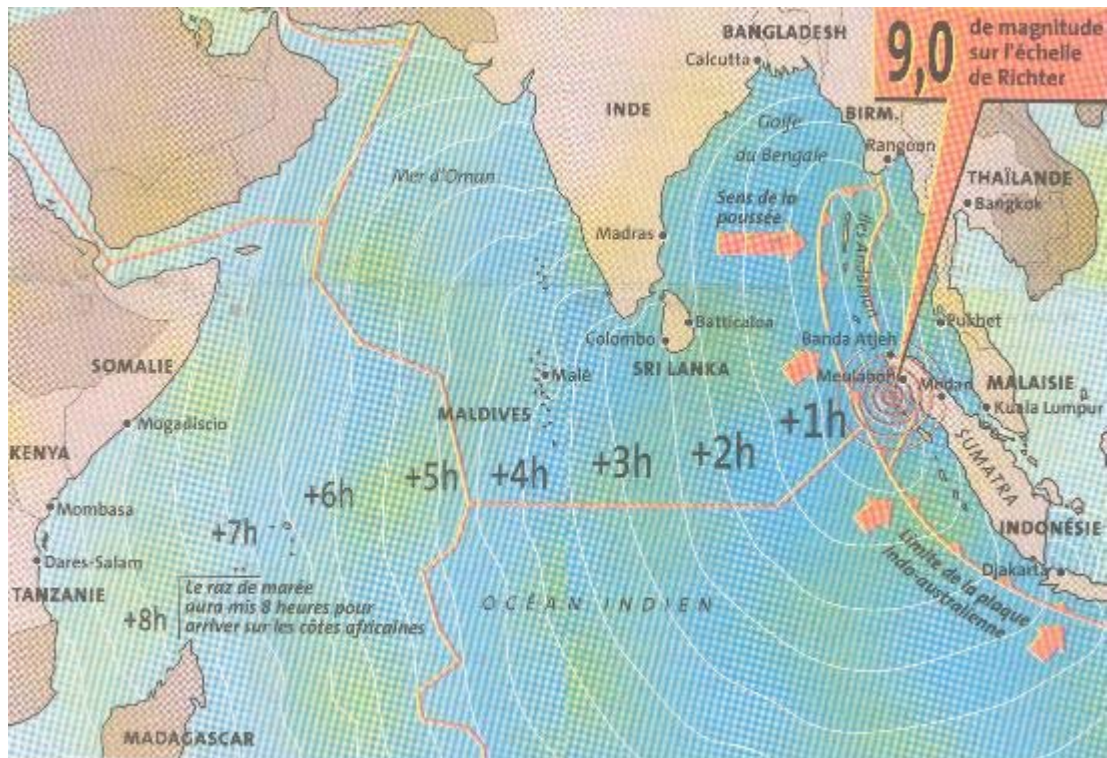 BANGLADESH
Calcutta
9,0
de magnitude
sur l'échelle
de Richter
INDE
BIRM.
Golfe
du Bengale
Rangoon
Mer d'Oman
THAÏLANDE
Bangkok
Sens de la
poussée
Madras
Iles Andaman
Pukhet
Batticaloa
Colombo
Banda Atjeh
SOMALIE
SRI LANKA
Malé
Meulaboh
Medan
MALAISIE
Kuala Lumpur
MALDIVES
Mogadiscio
+1h
+2h
+3h
+4h
+5h
+6h
+7h
+8h
KENYA
SUMATRA
Mombasa
INDONÉSIE
Dares-Salam
Djakarta
TANZANIE
Le raz de marée
aura mis 8 heures pour
arriver sur les côtes africaines
OCÉAN INDIEN
Limite de la plaque
Indo-australienne
MADAGASCAR